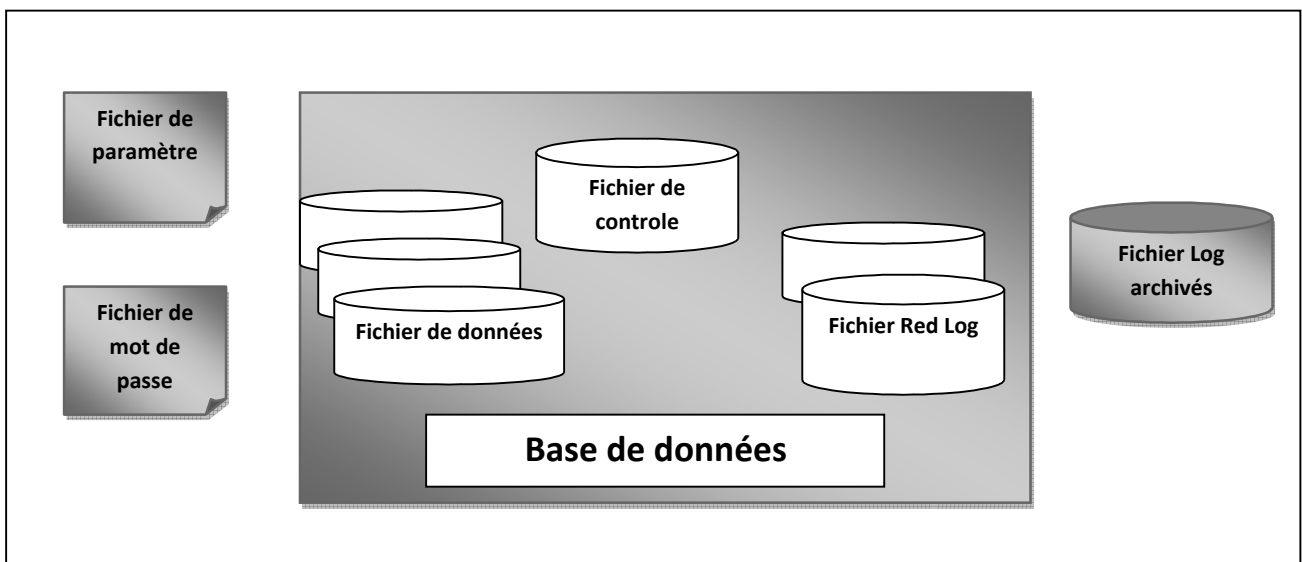 Fichier de
paramètre
Fichier de
mot de
passe
Fichier de
controle
Fichier de données
Fichier Red Log
Base de données
Fichier Log
archivés